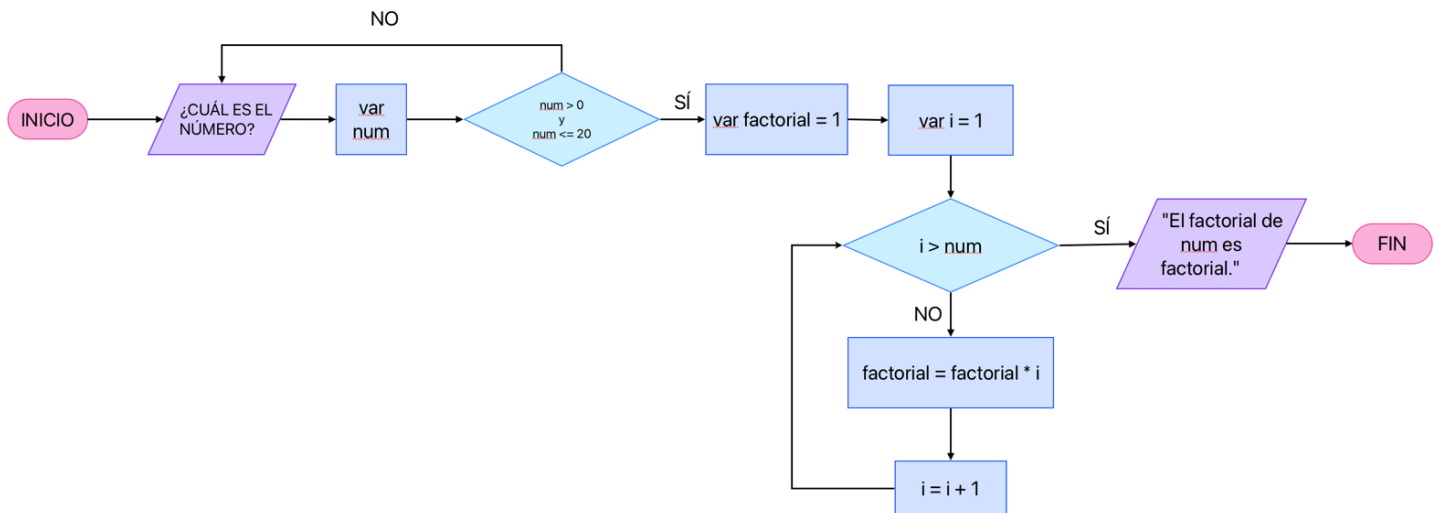 NO
INICIO
¿CUÁL ES EL
NÚMERO?
var
num
num > 0
y
num <= 20
SÍ
var factorial = 1
var i = 1
i > num
SÍ
"El factorial de
num es
factorial."
FIN
NO
factorial = factorial * i
i = i + 1